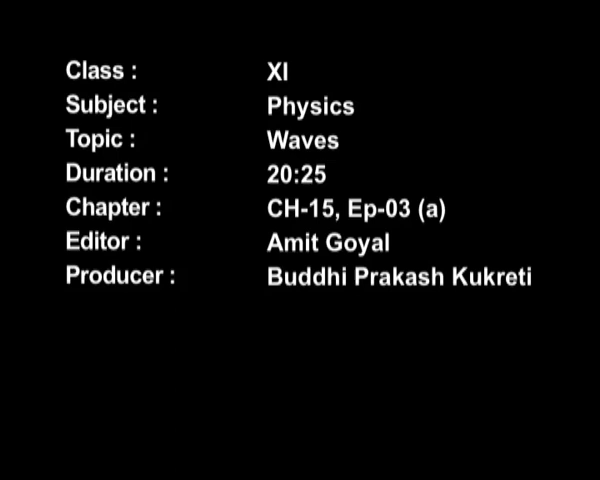 Class : XI
Subject : Physics
Topic : Waves
Duration : 20:25
Chapter : CH-15, Ep-03 (a)
Editor : Amit Goyal
Producer : Buddhi Prakash Kukreti